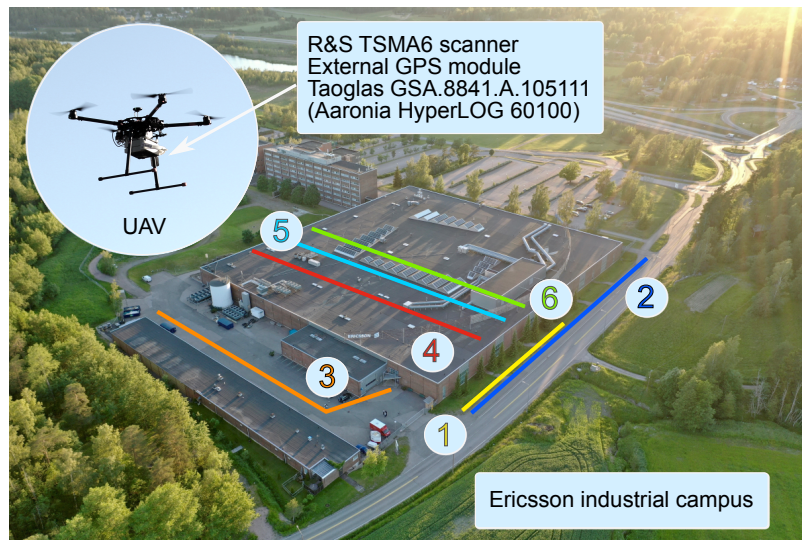 R&S TSMA6 scanner
External GPS module
Taoglas GSA.8841.A.105111
(Aaronia HyperLOG 60100)
UAV
5
6
2
4
3
1
Ericsson industrial campus